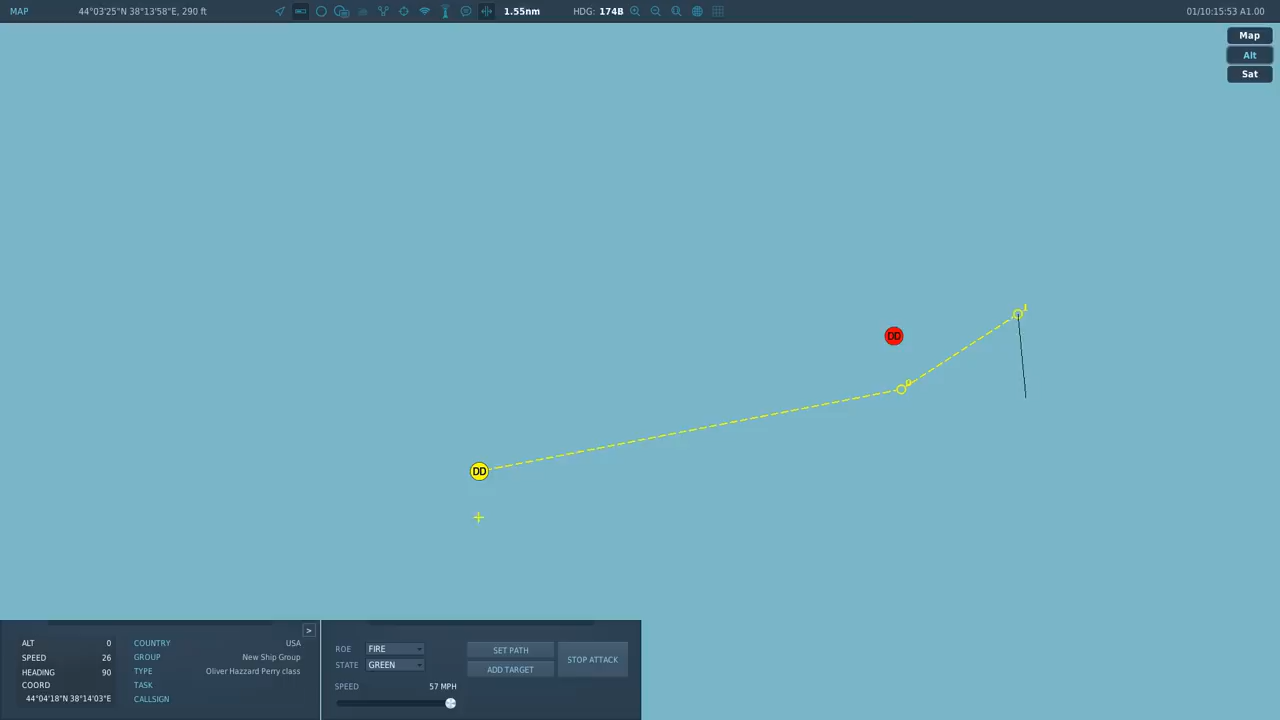 MAP 44°03'25"N 38°13'58"E, 290 ft 1.55nm HDG: 174B 01/10:15:53 A1.00
Map
Alt
Sat
1
DD
0
DD
>
ALT 0
SPEED 26
HEADING 90
COORD
44°04'18"N 38°14'03"E
COUNTRY USA
GROUP New Ship Group
TYPE Oliver Hazzard Perry class
TASK
CALLSIGN
ROE FIRE
STATE GREEN
SPEED 57 MPH
SET PATH
ADD TARGET
STOP ATTACK